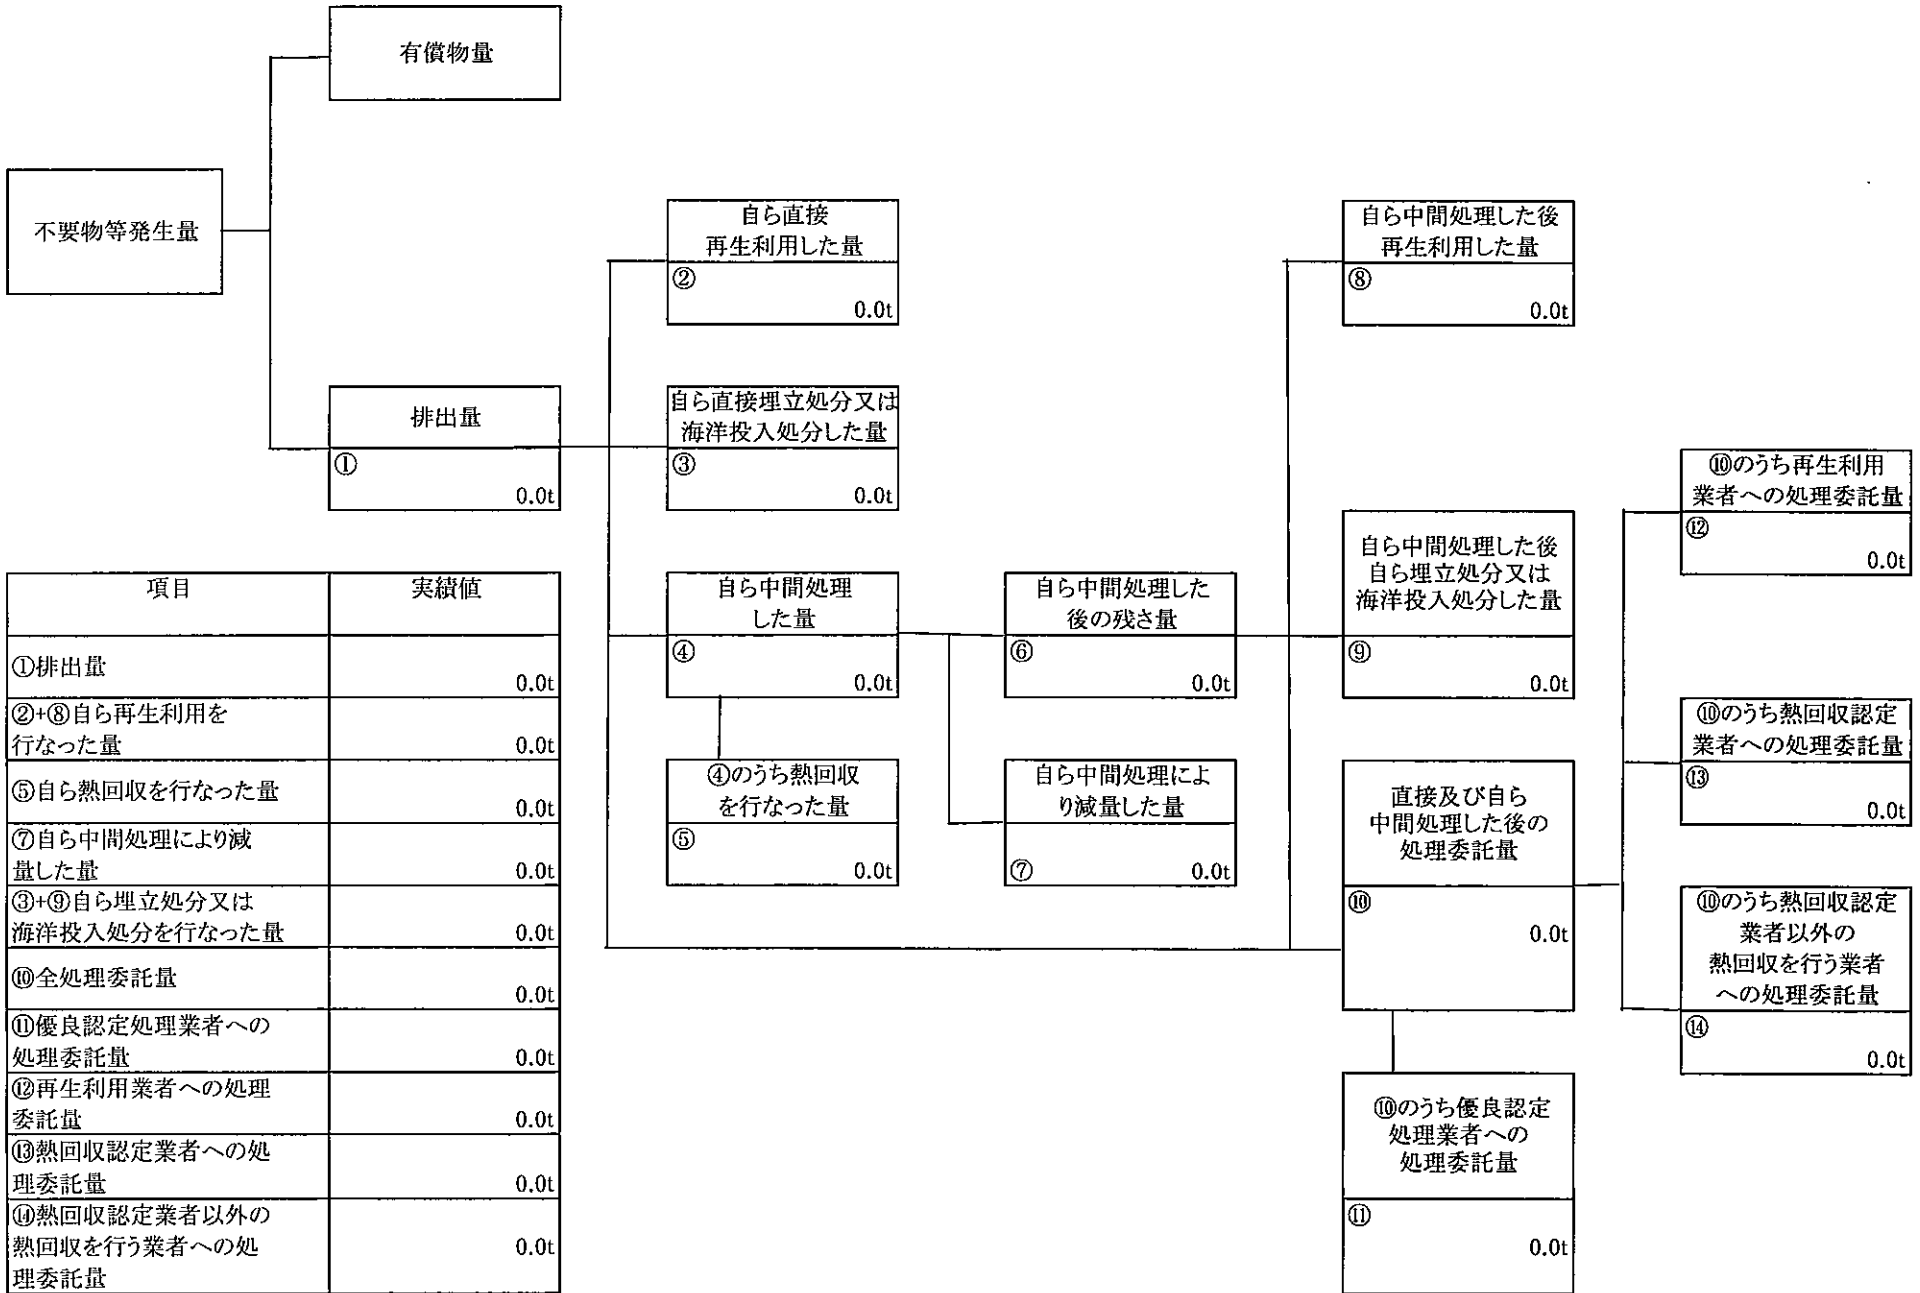 有償物量
不要物等発生量
排出量
①
0.0t
自ら直接
再生利用した量
②
0.0t
自ら直接埋立処分又は
海洋投入処分した量
③
0.0t
自ら中間処理
した量
④
0.0t
④のうち熱回収
を行なった量
⑤
0.0t
自ら中間処理した
後の残さ量
⑥
0.0t
自ら中間処理によ
り減量した量
⑦
0.0t
自ら中間処理した後
再生利用した量
⑧
0.0t
自ら中間処理した後
自ら埋立処分又は
海洋投入処分した量
⑨
0.0t
直接及び自ら
中間処理した後の
処理委託量
⑩
0.0t
⑩のうち優良認定
処理業者への
処理委託量
⑪
0.0t
⑩のうち再生利用
業者への処理委託量
⑫
0.0t
⑩のうち熱回収認定
業者への処理委託量
⑬
0.0t
⑩のうち熱回収認定
業者以外の
熱回収を行う業者
への処理委託量
⑭
0.0t
項目 実績値
①排出量
0.0t
②+⑧自ら再生利用を
行なった量 0.0t
⑤自ら熱回収を行なった量
0.0t
⑦自ら中間処理により減
量した量 0.0t
③+⑨自ら埋立処分又は
海洋投入処分を行なった量 0.0t
⑩全処理委託量
0.0t
⑪優良認定処理業者への
処理委託量 0.0t
⑫再生利用業者への処理
委託量 0.0t
⑬熱回収認定業者への処
理委託量 0.0t
⑭熱回収認定業者以外の
熱回収を行う業者への処 0.0t
理委託量